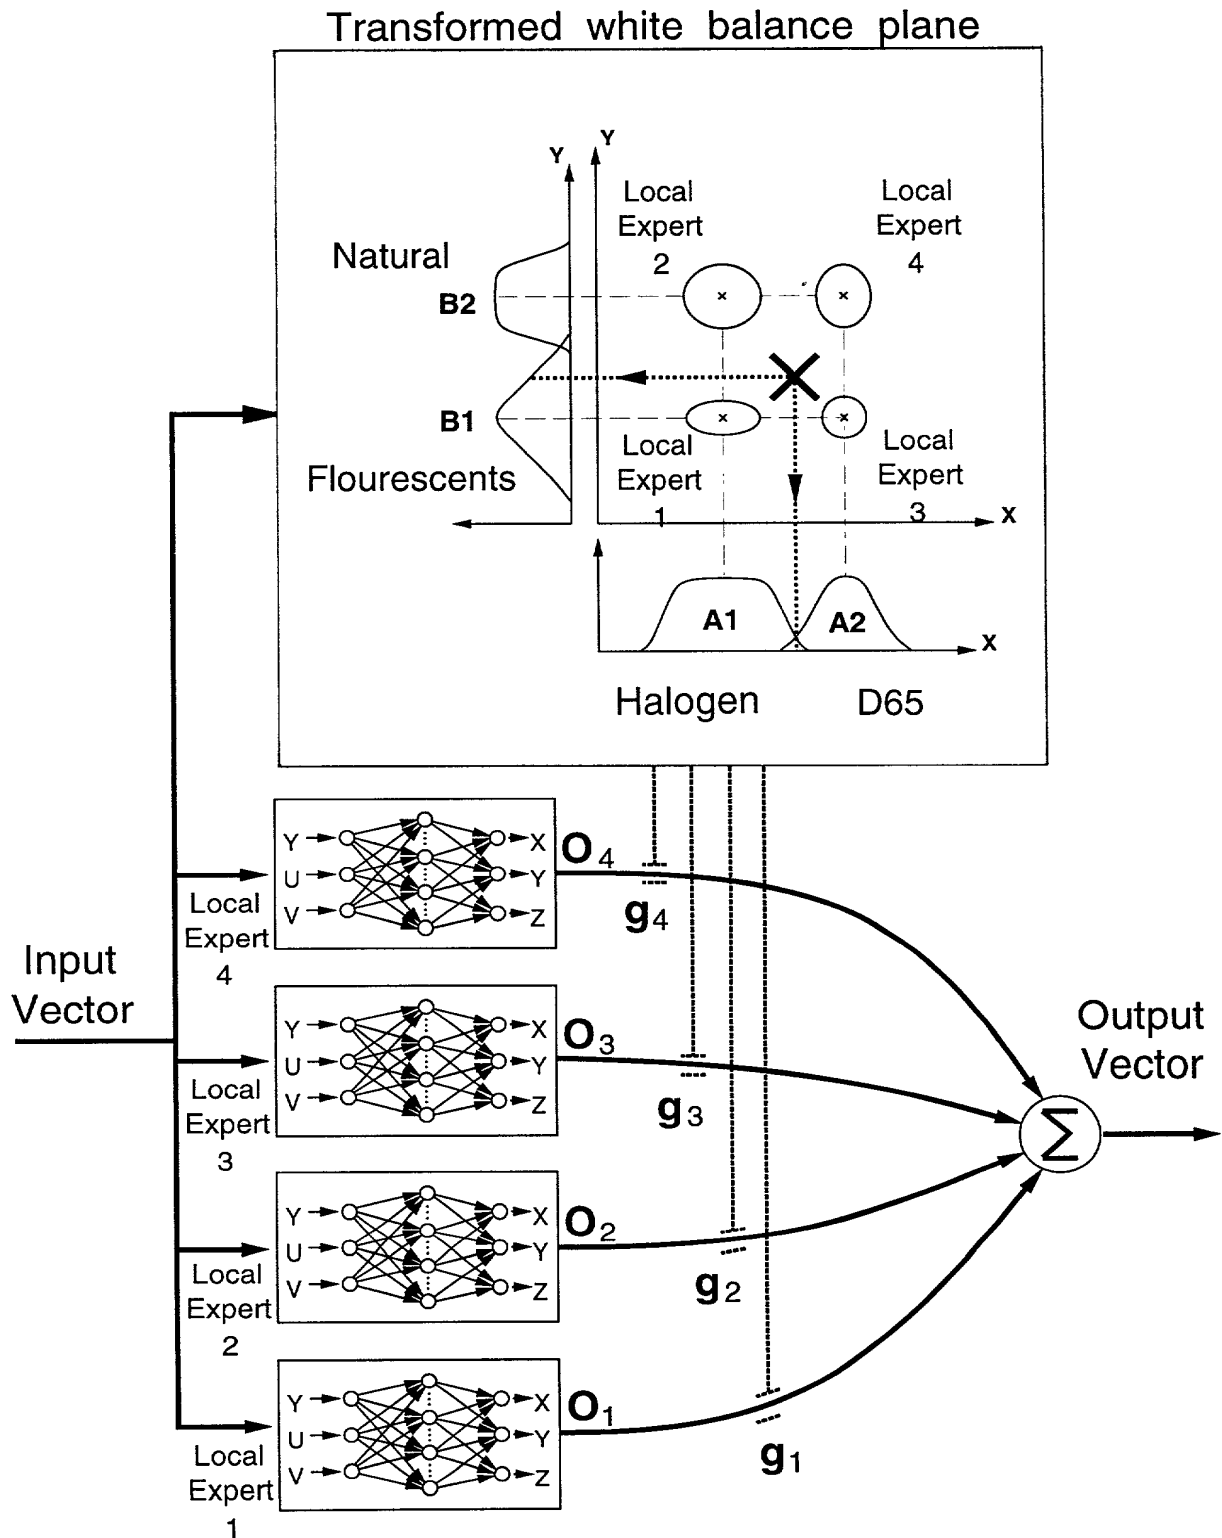 Transformed white balance plane
Y
Y
Local
Expert
2
Local
Expert
4
Natural
B2
B1
Flourescents
Local
Expert
1
Local
Expert
3
X
A1
A2
X
Halogen
D65
Y
U
V
X
Y
Z
O4
g4
Local
Expert
4
Input
Vector
Y
U
V
X
Y
Z
O3
g3
Local
Expert
3
Output
Vector
Σ
Y
U
V
X
Y
Z
O2
g2
Local
Expert
2
Y
U
V
X
Y
Z
O1
g1
Local
Expert
1